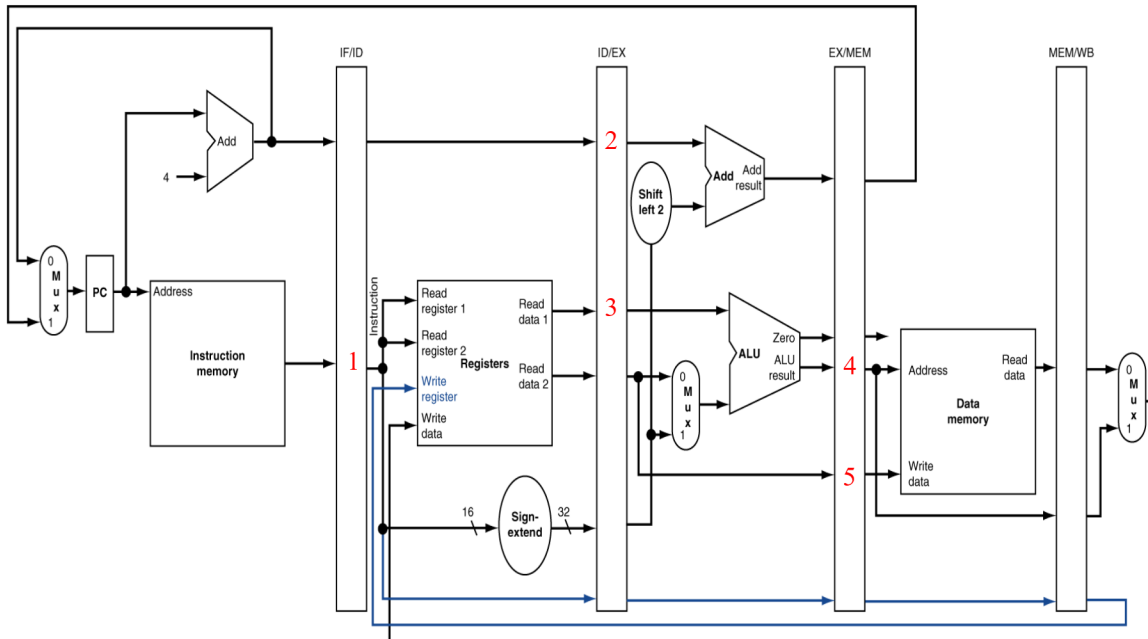 IF/ID
ID/EX
EX/MEM
MEM/WB
Add
4
2
Add
Add
result
Shift
left 2
0
M
u
x
1
PC
Address
Instruction
memory
Instruction
1
Read
register 1
Read
register 2
Write
register
Write
data
Registers
Read
data 1
Read
data 2
3
0
M
u
x
1
ALU
Zero
ALU
result
4
5
Address
Read
data
Data
memory
Write
data
0
M
u
x
1
16
Sign-
extend
32